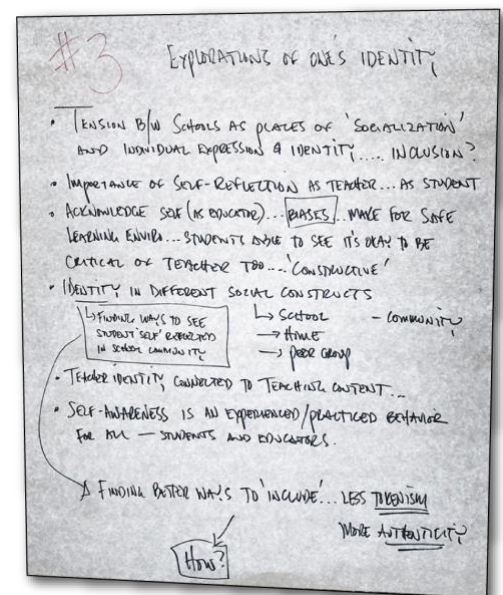 #3
EXPLORATIONS OF ONE'S IDENTITY
• TENSION B/W SCHOOLS AS PLACES OF 'SOCIALIZATION'
AND INDIVIDUAL EXPRESSION & IDENTITY.... INCLUSION?
• IMPORTANCE OF SELF-REFLECTION AS TEACHER... AS STUDENT
• ACKNOWLEDGE SELF (AS EDUCATOR)... BIASES... MAKE FOR SAFE
LEARNING ENVIRO... STUDENTS ABLE TO SEE IT'S OKAY TO BE
CRITICAL OF TEACHER TOO... 'CONSTRUCTIVE'
• IDENTITY IN DIFFERENT SOCIAL CONSTRUCTS
↳ FINDING WAYS TO SEE
STUDENT 'SELF' REFLECTED
IN SCHOOL COMMUNITY
↳ SCHOOL
→ HOME
→ PEER GROUP
- COMMUNITY
• TEACHER IDENTITY, CONNECTED TO TEACHING CONTENT...
• SELF-AWARENESS IS AN EXPERIENCED/PRACTICED BEHAVIOR
FOR ALL — STUDENTS AND EDUCATORS.
FINDING BETTER WAYS TO 'INCLUDE'... LESS TOKENISM
MORE AUTHENTICITY
HOW?